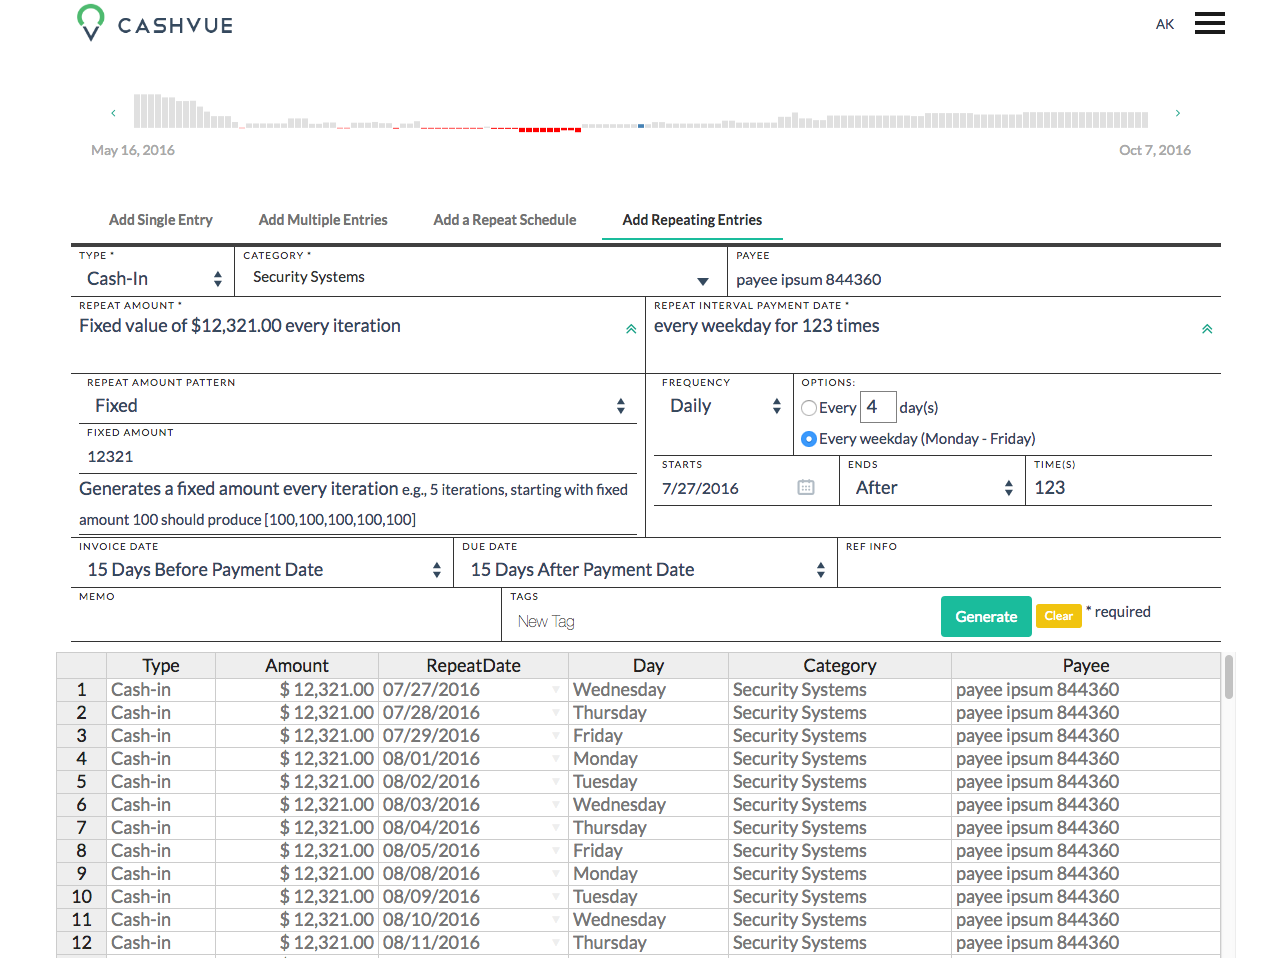 CASHVUE
AK
May 16, 2016 Oct 7, 2016
Add Single Entry Add Multiple Entries Add a Repeat Schedule Add Repeating Entries
TYPE * CATEGORY * PAYEE
Cash-In Security Systems payee ipsum 844360
REPEAT AMOUNT * REPEAT INTERVAL PAYMENT DATE *
Fixed value of $12,321.00 every iteration every weekday for 123 times
REPEAT AMOUNT PATTERN FREQUENCY OPTIONS:
Fixed Daily Every 4 day(s)
FIXED AMOUNT Every weekday (Monday - Friday)
12321
STARTS ENDS TIME(S)
7/27/2016 After 123
Generates a fixed amount every iteration e.g., 5 iterations, starting with fixed
amount 100 should produce [100,100,100,100,100]
INVOICE DATE DUE DATE REF INFO
15 Days Before Payment Date 15 Days After Payment Date
MEMO TAGS
New Tag Generate Clear * required
Type Amount RepeatDate Day Category Payee
1 Cash-in $ 12,321.00 07/27/2016 Wednesday Security Systems payee ipsum 844360
2 Cash-in $ 12,321.00 07/28/2016 Thursday Security Systems payee ipsum 844360
3 Cash-in $ 12,321.00 07/29/2016 Friday Security Systems payee ipsum 844360
4 Cash-in $ 12,321.00 08/01/2016 Monday Security Systems payee ipsum 844360
5 Cash-in $ 12,321.00 08/02/2016 Tuesday Security Systems payee ipsum 844360
6 Cash-in $ 12,321.00 08/03/2016 Wednesday Security Systems payee ipsum 844360
7 Cash-in $ 12,321.00 08/04/2016 Thursday Security Systems payee ipsum 844360
8 Cash-in $ 12,321.00 08/05/2016 Friday Security Systems payee ipsum 844360
9 Cash-in $ 12,321.00 08/08/2016 Monday Security Systems payee ipsum 844360
10 Cash-in $ 12,321.00 08/09/2016 Tuesday Security Systems payee ipsum 844360
11 Cash-in $ 12,321.00 08/10/2016 Wednesday Security Systems payee ipsum 844360
12 Cash-in $ 12,321.00 08/11/2016 Thursday Security Systems payee ipsum 844360